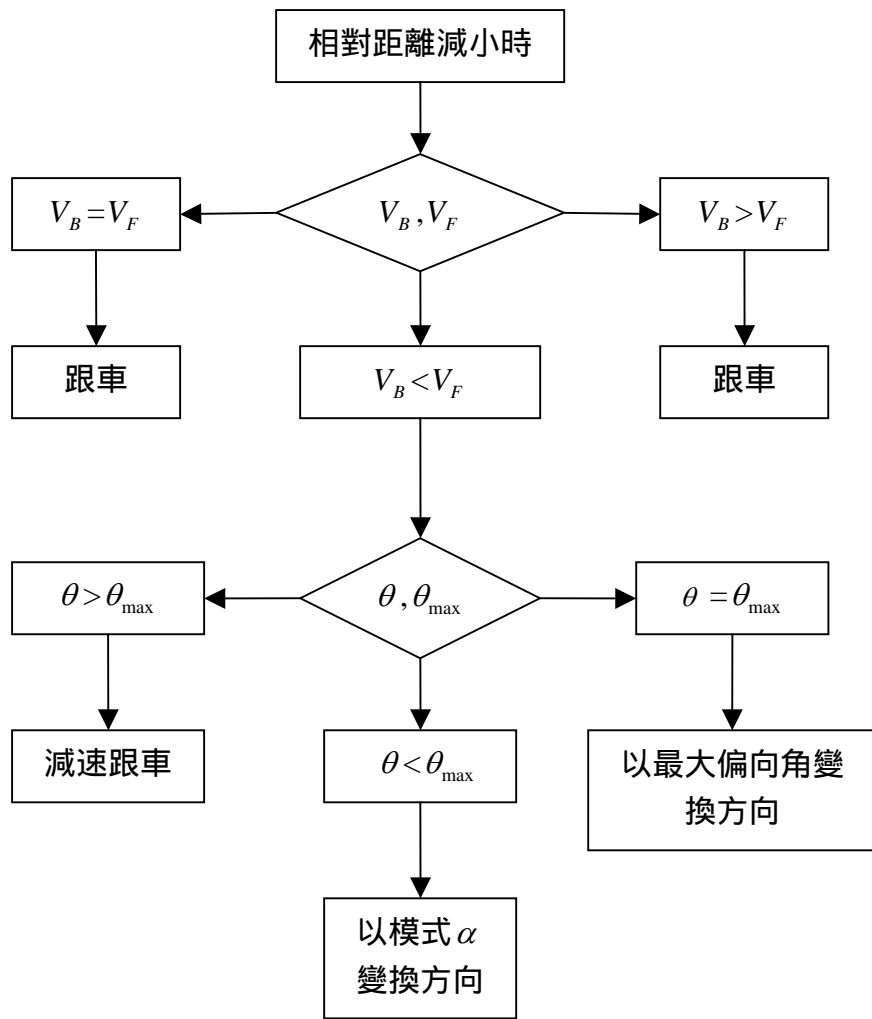 相對距離減小時
V_B = V_F
V_B , V_F
V_B > V_F
跟車
V_B < V_F
跟車
θ > θ_max
θ , θ_max
θ = θ_max
減速跟車
θ < θ_max
以最大偏向角變
換方向
以模式 α
變換方向